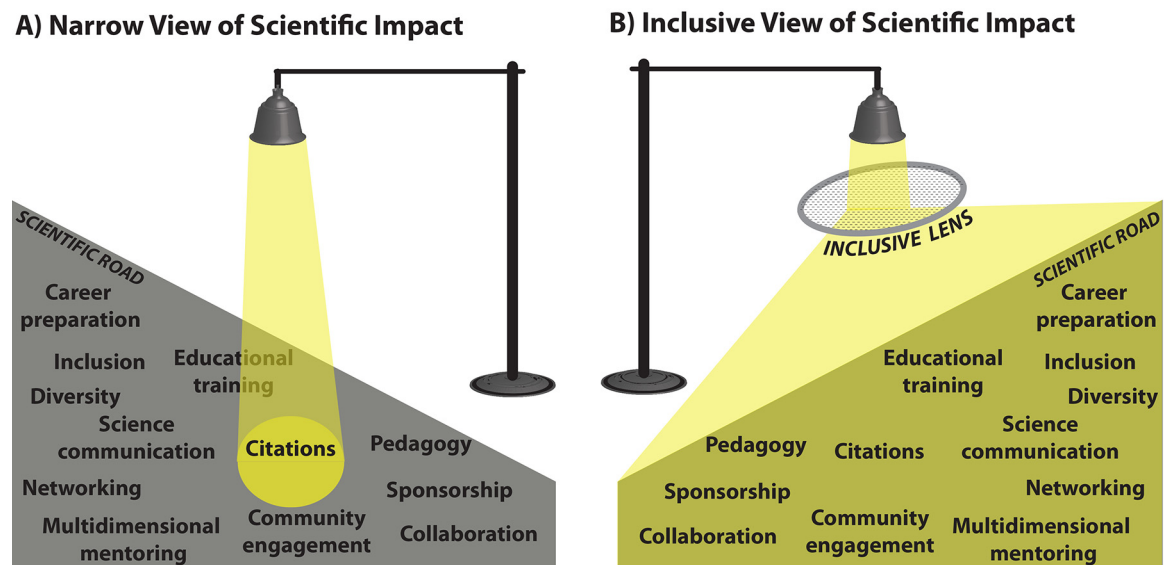 A) Narrow View of Scientific Impact
SCIENTIFIC ROAD
Career
preparation
Inclusion
Educational
training
Diversity
Science
communication
Citations
Pedagogy
Networking
Sponsorship
Multidimensional
mentoring
Community
engagement
Collaboration
B) Inclusive View of Scientific Impact
INCLUSIVE LENS
SCIENTIFIC ROAD
Career
preparation
Educational
training
Inclusion
Diversity
Science
communication
Pedagogy
Citations
Networking
Sponsorship
Collaboration
Community
engagement
Multidimensional
mentoring